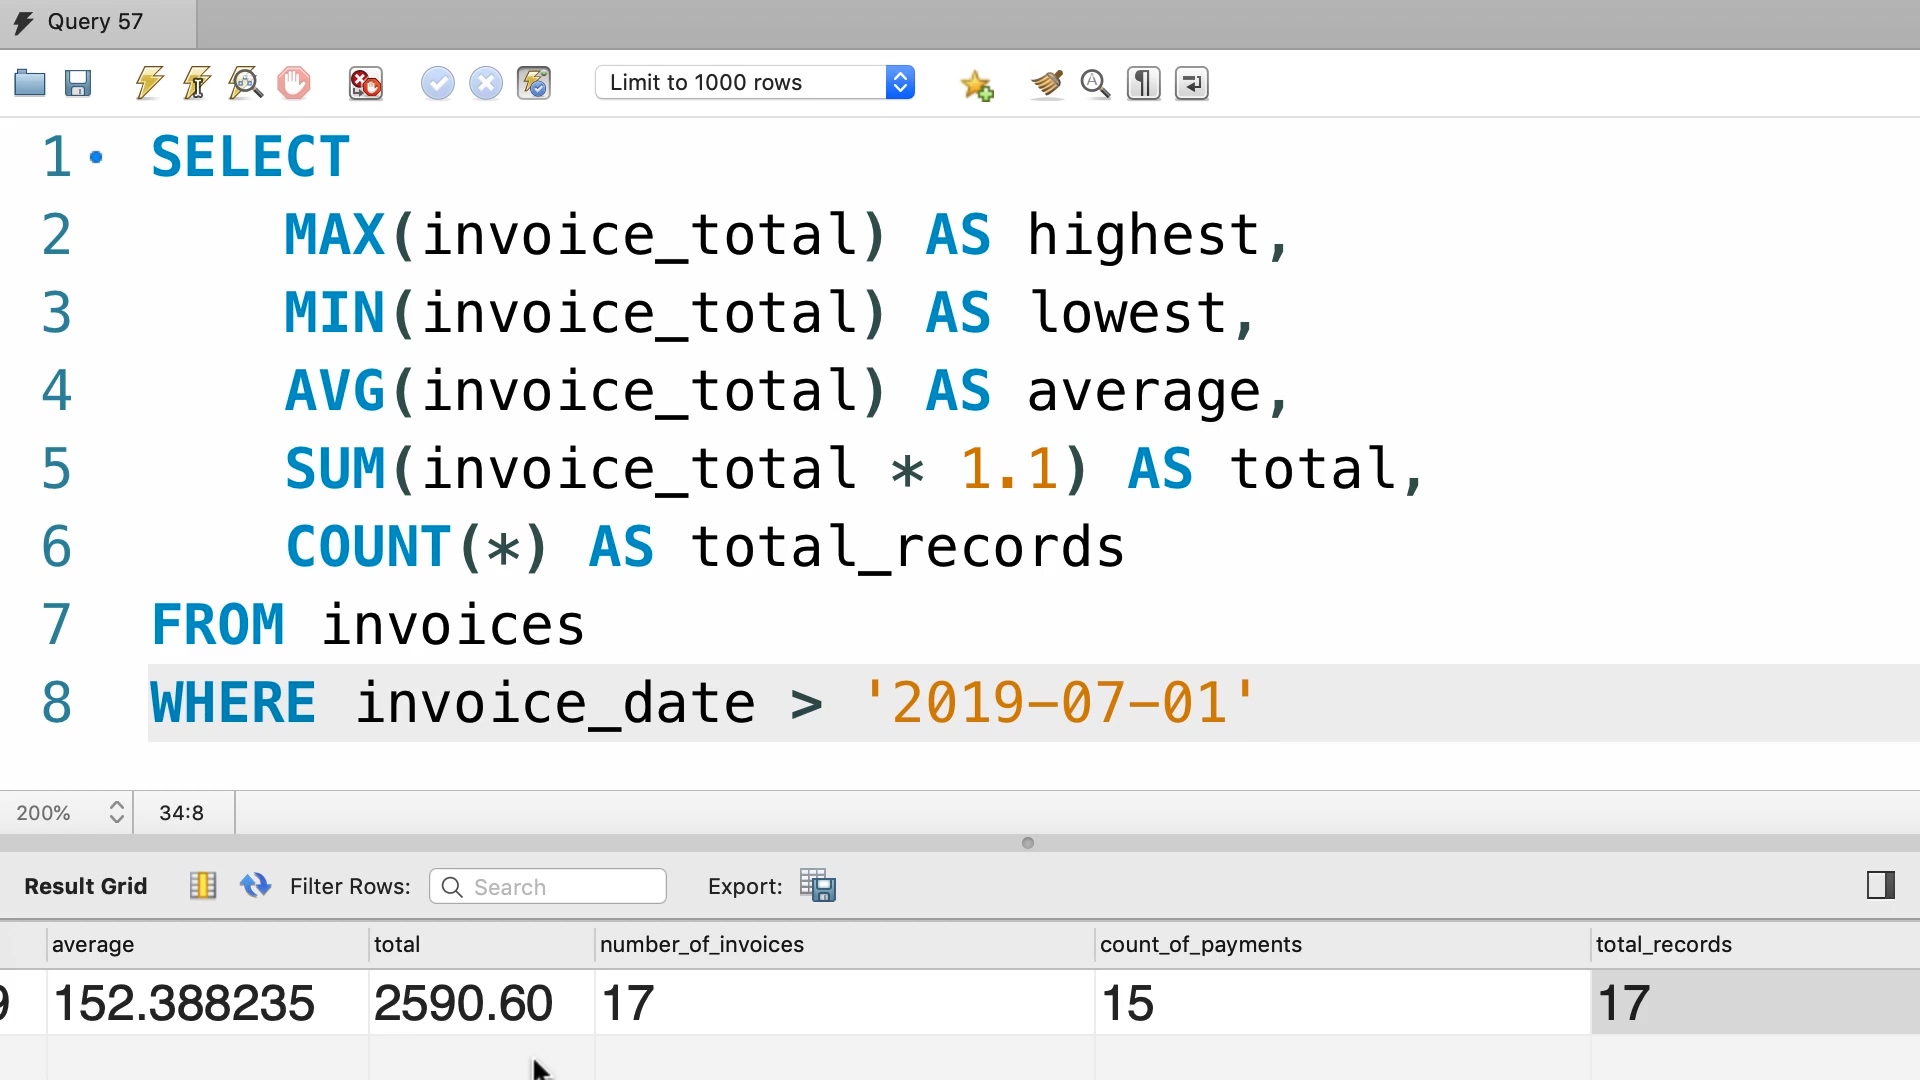 Query 57
Limit to 1000 rows
1 SELECT
2 MAX(invoice_total) AS highest,
3 MIN(invoice_total) AS lowest,
4 AVG(invoice_total) AS average,
5 SUM(invoice_total * 1.1) AS total,
6 COUNT(*) AS total_records
7 FROM invoices
8 WHERE invoice_date > '2019-07-01'
200% 34:8
Result Grid Filter Rows: Search Export:
average total number_of_invoices count_of_payments total_records
9 152.388235 2590.60 17 15 17